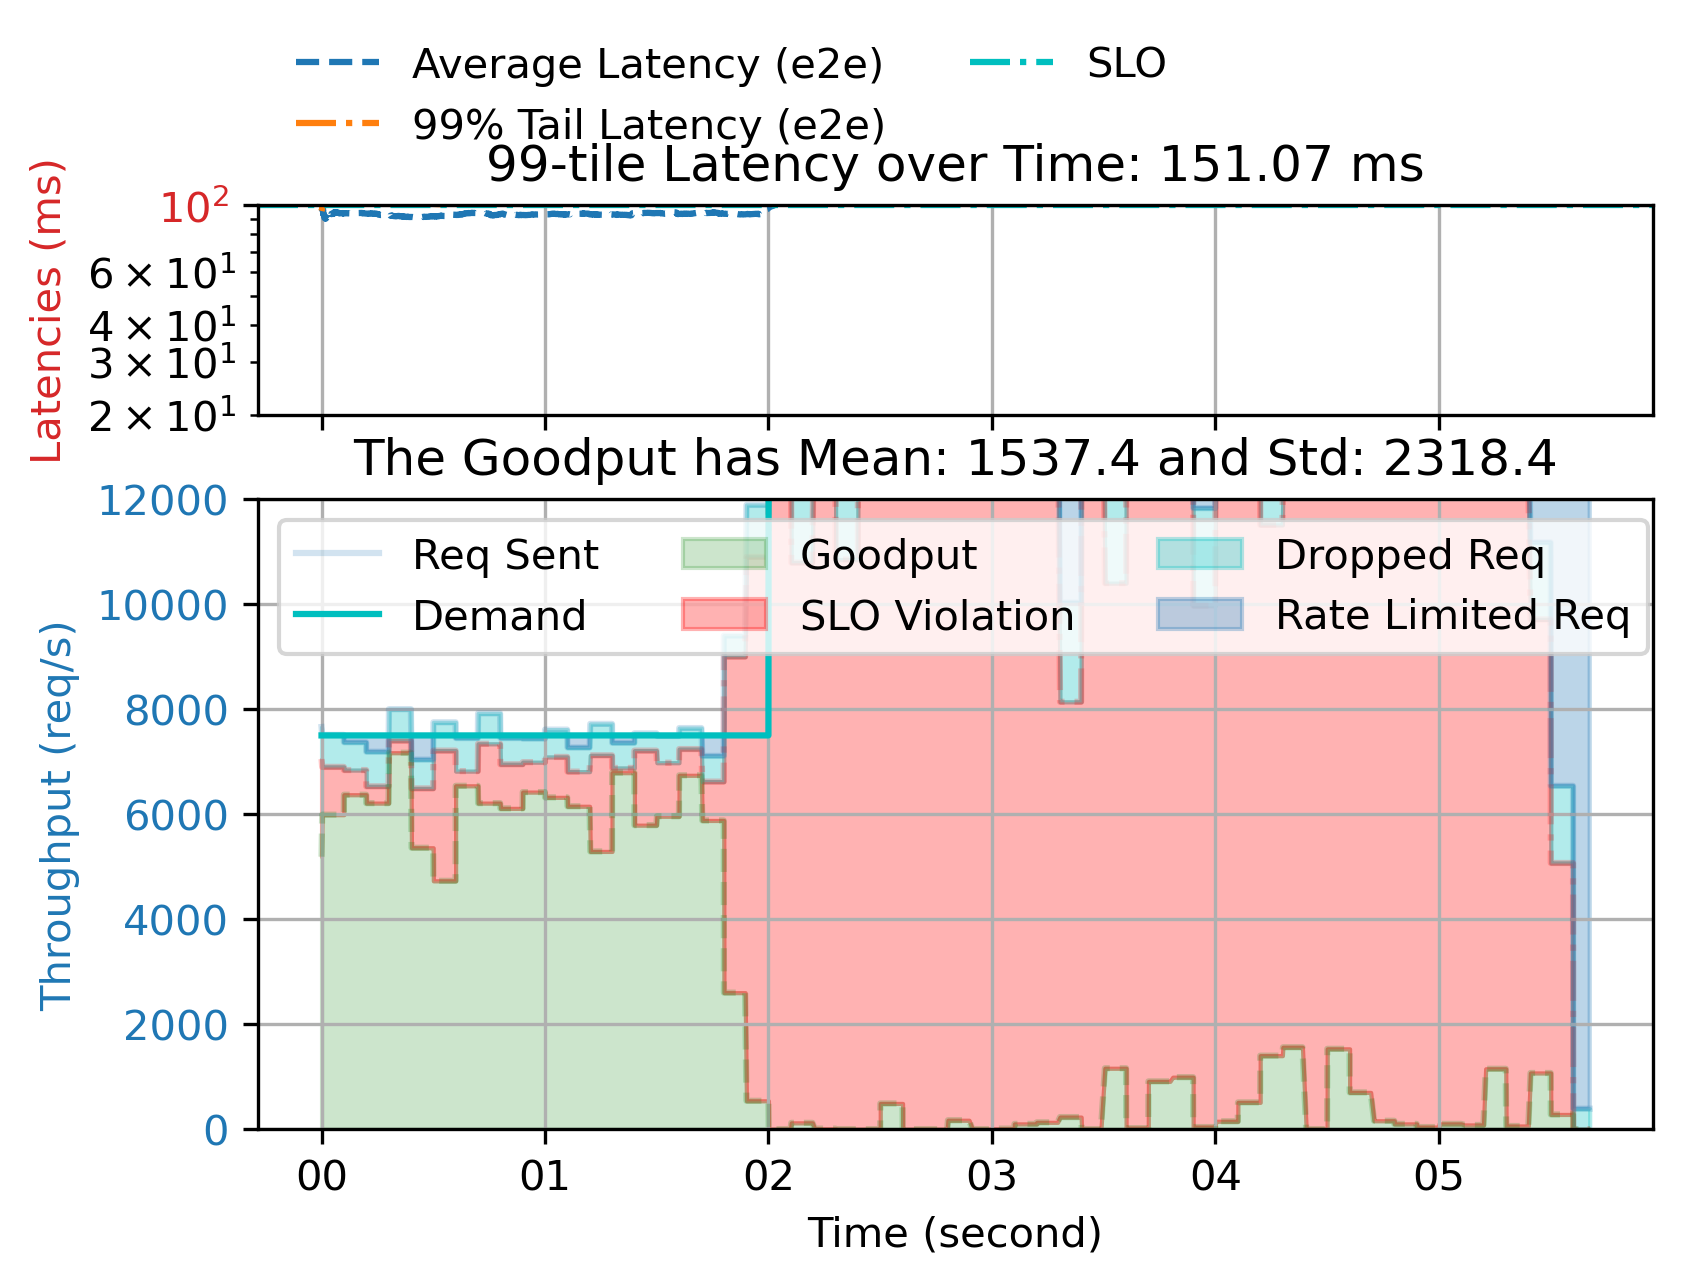 Average Latency (e2e)
SLO
99% Tail Latency (e2e)
99-tile Latency over Time: 151.07 ms
Latencies (ms)
10²
6 × 10¹
4 × 10¹
3 × 10¹
2 × 10¹
The Goodput has Mean: 1537.4 and Std: 2318.4
Throughput (req/s)
12000
10000
8000
6000
4000
2000
0
Req Sent
Goodput
Dropped Req
Demand
SLO Violation
Rate Limited Req
00 01 02 03 04 05
Time (second)